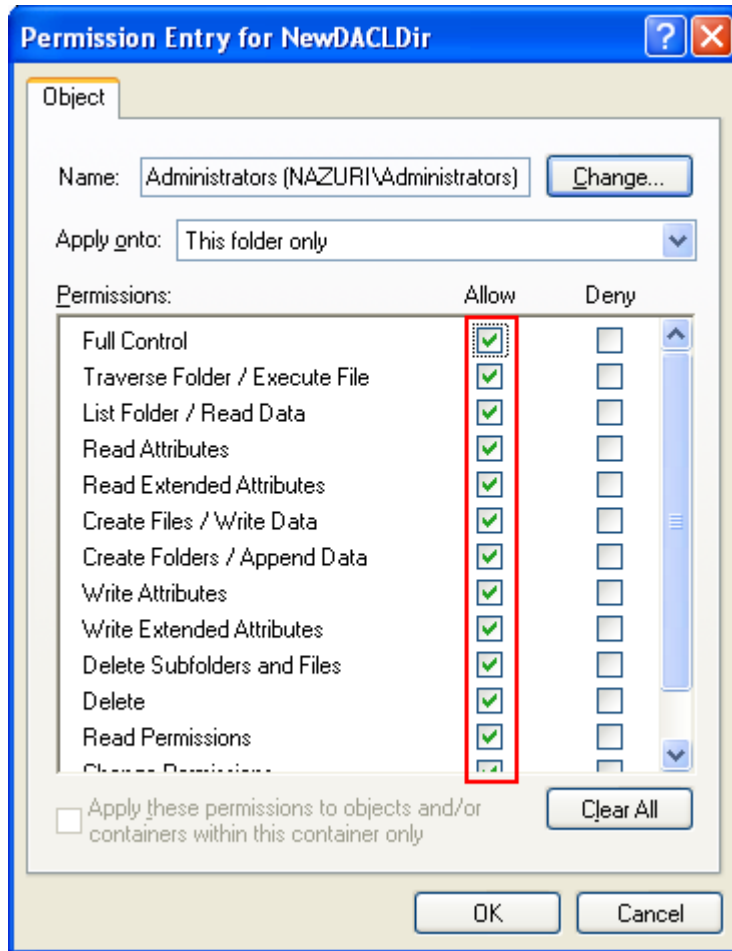 Permission Entry for NewDACLDir
Object
Name: Administrators (NAZURI\Administrators) Change...
Apply onto: This folder only
Permissions: Allow Deny
Full Control
Traverse Folder / Execute File
List Folder / Read Data
Read Attributes
Read Extended Attributes
Create Files / Write Data
Create Folders / Append Data
Write Attributes
Write Extended Attributes
Delete Subfolders and Files
Delete
Read Permissions
Change Permissions
Apply these permissions to objects and/or
containers within this container only
Clear All
OK Cancel